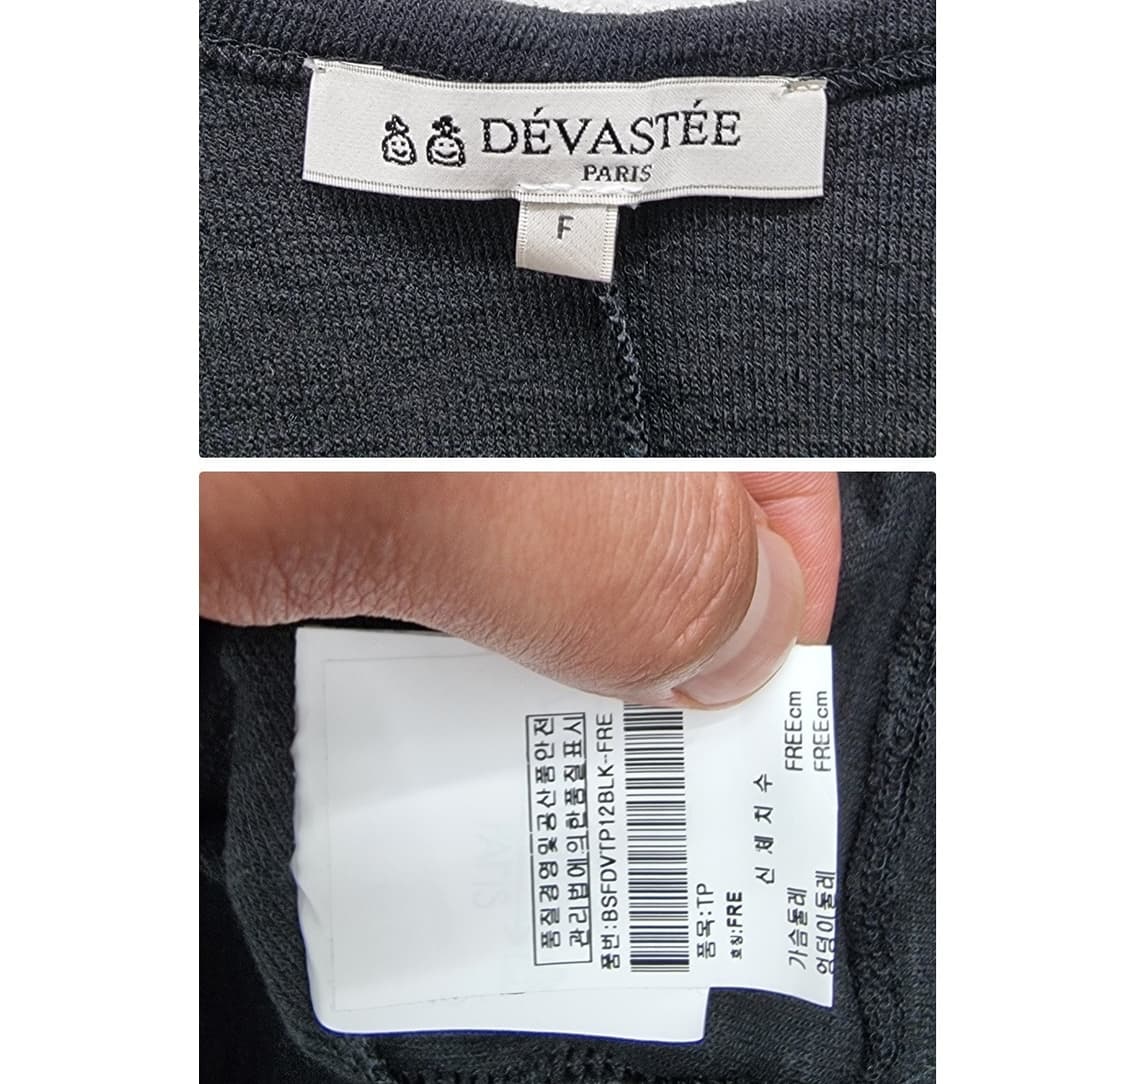 DÉVASTÉE
PARIS
F
품질경영및공산품안전
관리법에의한품질표시
품번:BSFDVTP12BLK-FRE
품목:TP
호칭:FRE
신 체 치 수
가슴둘레 FREEcm
엉덩이둘레 FREEcm